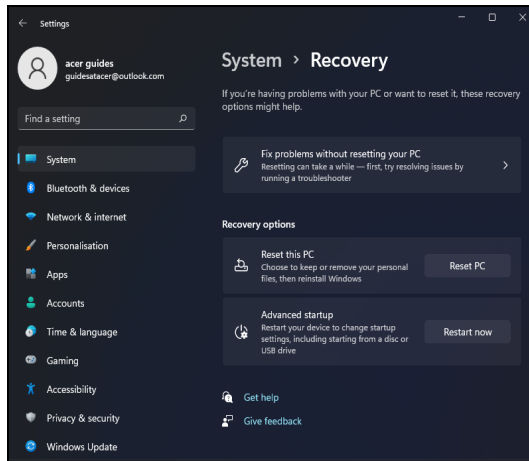 Settings
acer guides
guidesatacer@outlook.com
Find a setting
System
Bluetooth & devices
Network & internet
Personalisation
Apps
Accounts
Time & language
Gaming
Accessibility
Privacy & security
Windows Update
System > Recovery
If you're having problems with your PC or want to reset it, these recovery
options might help.
Fix problems without resetting your PC
Resetting can take a while — first, try resolving issues by
running a troubleshooter
Recovery options
Reset this PC
Choose to keep or remove your personal
files, then reinstall Windows
Reset PC
Advanced startup
Restart your device to change startup
settings, including starting from a disc or
USB drive
Restart now
Get help
Give feedback